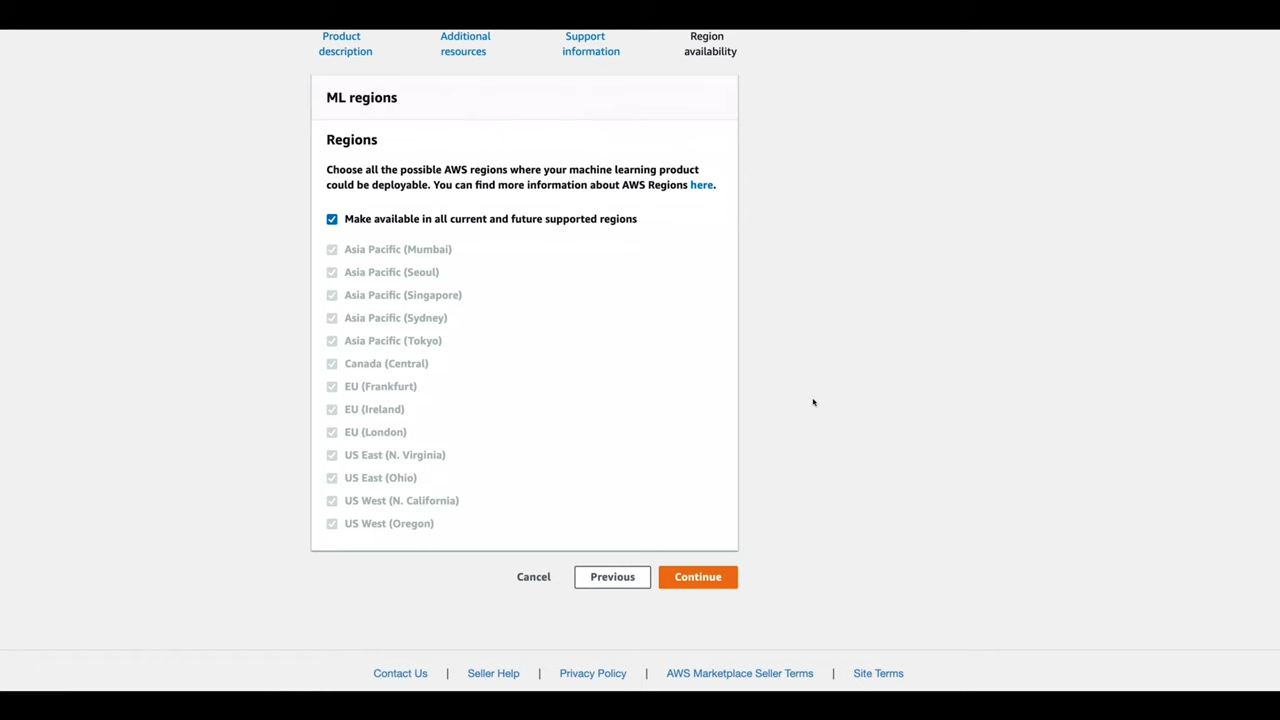 Product description
Additional resources
Support information
Region availability
ML regions
Regions
Choose all the possible AWS regions where your machine learning product
could be deployable. You can find more information about AWS Regions here.
Make available in all current and future supported regions
Asia Pacific (Mumbai)
Asia Pacific (Seoul)
Asia Pacific (Singapore)
Asia Pacific (Sydney)
Asia Pacific (Tokyo)
Canada (Central)
EU (Frankfurt)
EU (Ireland)
EU (London)
US East (N. Virginia)
US East (Ohio)
US West (N. California)
US West (Oregon)
Cancel Previous Continue
Contact Us | Seller Help | Privacy Policy | AWS Marketplace Seller Terms | Site Terms